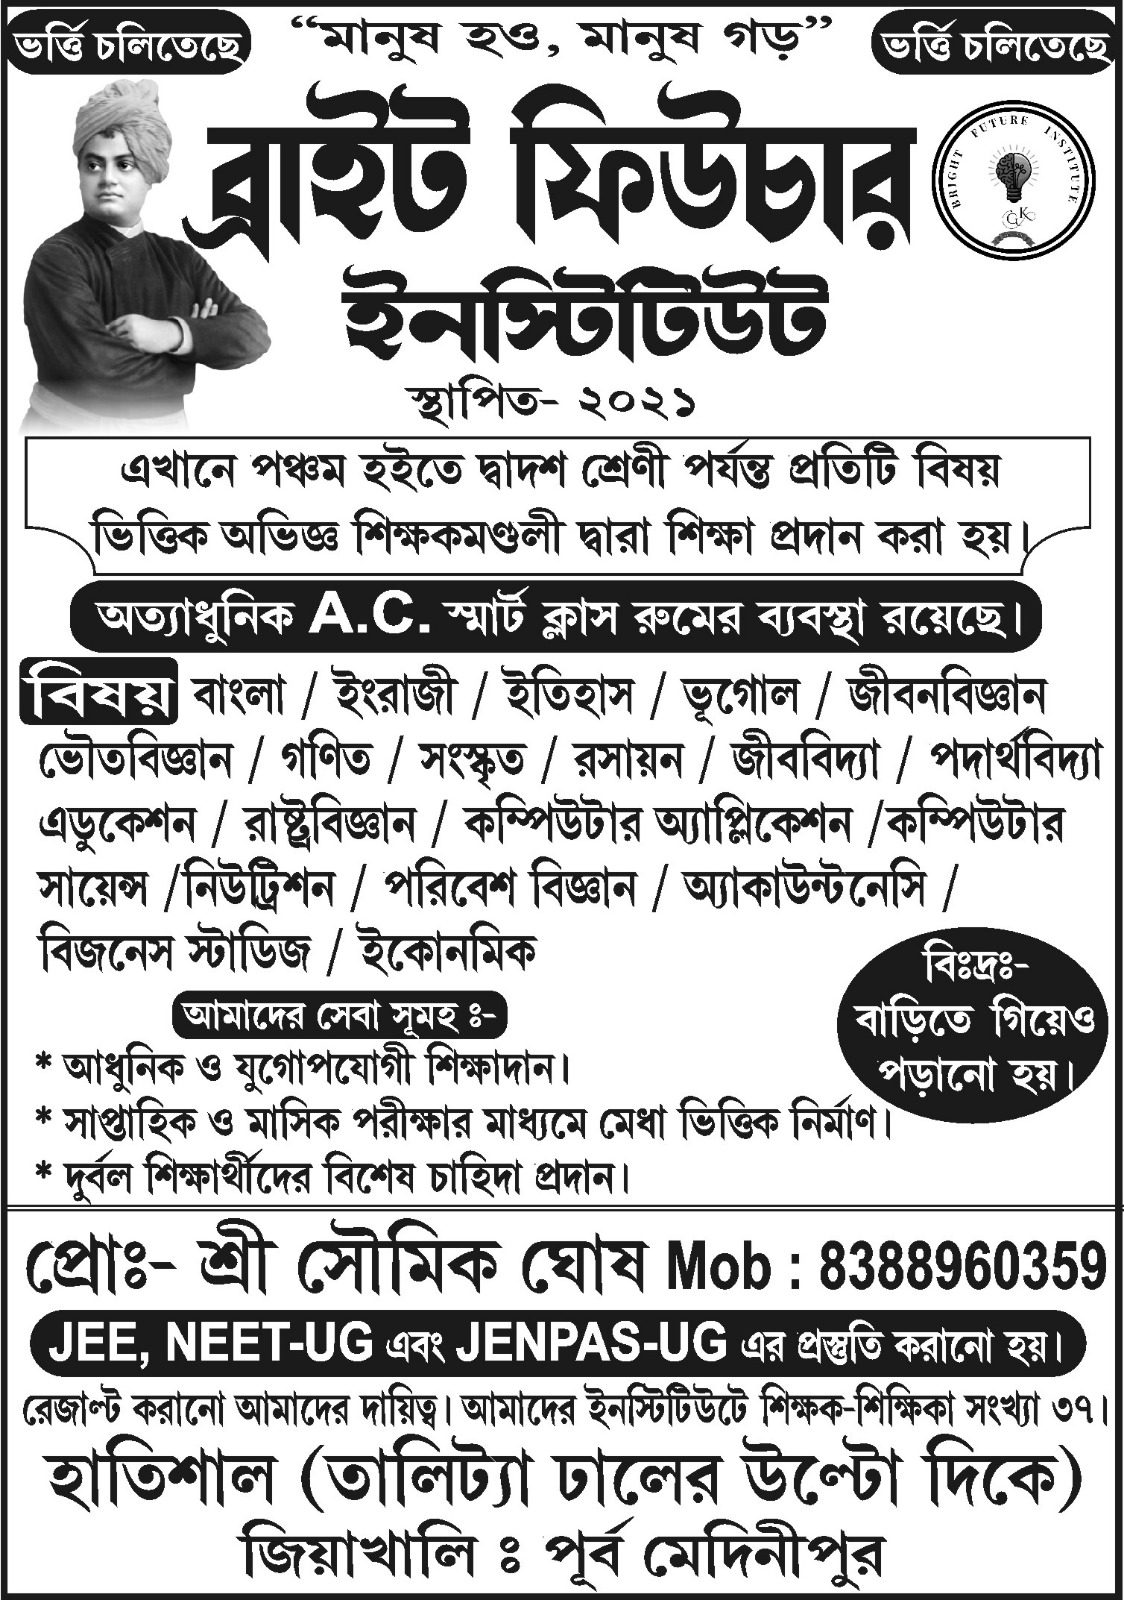 ভর্ত্তি চলিতেছে
“মানুষ হও, মানুষ গড়”
ভর্ত্তি চলিতেছে
ব্রাইট ফিউচার
BRIGHT FUTURE INSTITUTE
GK
ইনস্টিটিউট
স্থাপিত- ২০২১
এখানে পঞ্চম হইতে দ্বাদশ শ্রেণী পর্যন্ত প্রতিটি বিষয়
ভিত্তিক অভিজ্ঞ শিক্ষকমণ্ডলী দ্বারা শিক্ষা প্রদান করা হয়।
অত্যাধুনিক A.C. স্মার্ট ক্লাস রুমের ব্যবস্থা রয়েছে।
বিষয় বাংলা / ইংরাজী / ইতিহাস / ভূগোল / জীবনবিজ্ঞান
ভৌতবিজ্ঞান / গণিত / সংস্কৃত / রসায়ন / জীববিদ্যা / পদার্থবিদ্যা
এডুকেশন / রাষ্ট্রবিজ্ঞান / কম্পিউটার অ্যাপ্লিকেশন /কম্পিউটার
সায়েন্স /নিউট্রিশন / পরিবেশ বিজ্ঞান / অ্যাকাউন্টনেসি /
বিজনেস স্টাডিজ / ইকোনমিক
বিঃদ্রঃ-
বাড়িতে গিয়েও
পড়ানো হয়।
আমাদের সেবা সূমহ ঃ-
* আধুনিক ও যুগোপযোগী শিক্ষাদান।
* সাপ্তাহিক ও মাসিক পরীক্ষার মাধ্যমে মেধা ভিত্তিক নির্মাণ।
* দুর্বল শিক্ষার্থীদের বিশেষ চাহিদা প্রদান।
প্রোঃ- শ্রী সৌমিক ঘোষ Mob : 8388960359
JEE, NEET-UG এবং JENPAS-UG এর প্রস্তুতি করানো হয়।
রেজাল্ট করানো আমাদের দায়িত্ব। আমাদের ইনস্টিটিউটে শিক্ষক-শিক্ষিকা সংখ্যা ৩৭।
হাতিশাল (তালিট্যা ঢালের উল্টো দিকে)
জিয়াখালি ঃ পূর্ব মেদিনীপুর